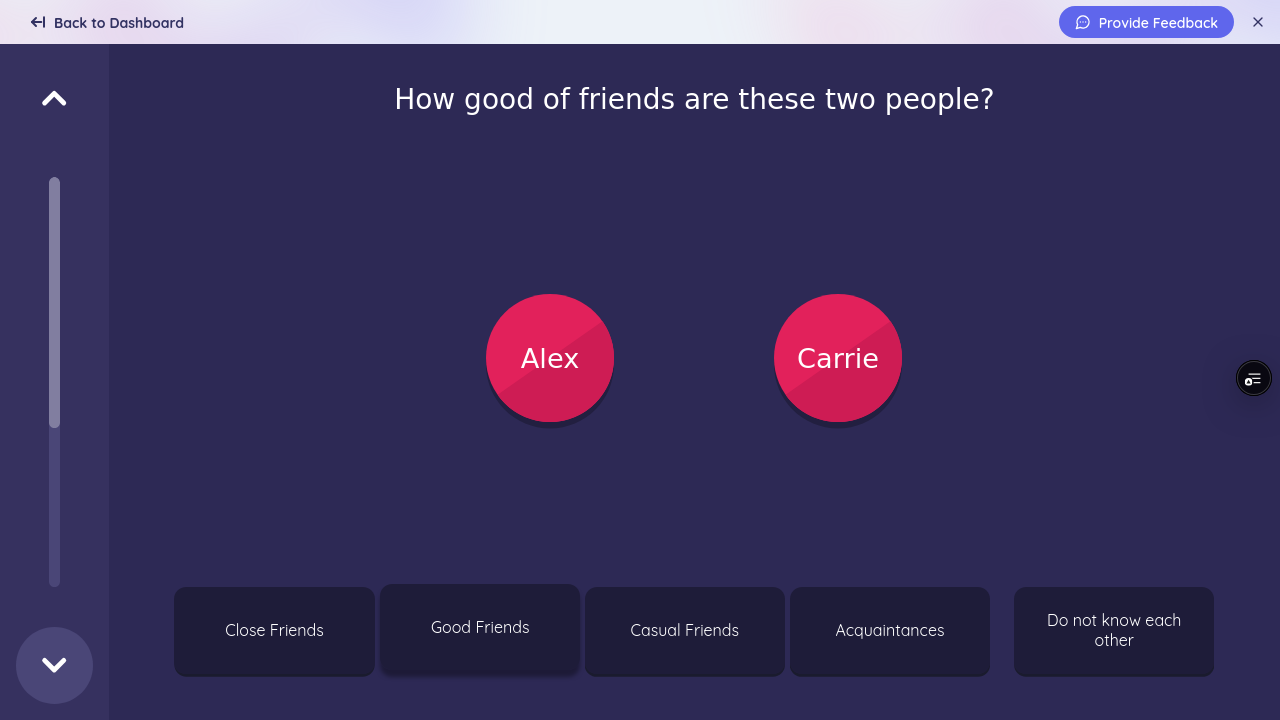 Back to Dashboard
Provide Feedback
How good of friends are these two people?
Alex
Carrie
Close Friends
Good Friends
Casual Friends
Acquaintances
Do not know each
other